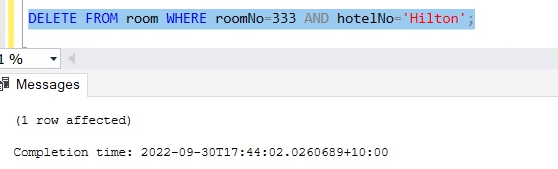 DELETE FROM room WHERE roomNo=333 AND hotelNo='Hilton';
1 %
Messages
(1 row affected)
Completion time: 2022-09-30T17:44:02.0260689+10:00